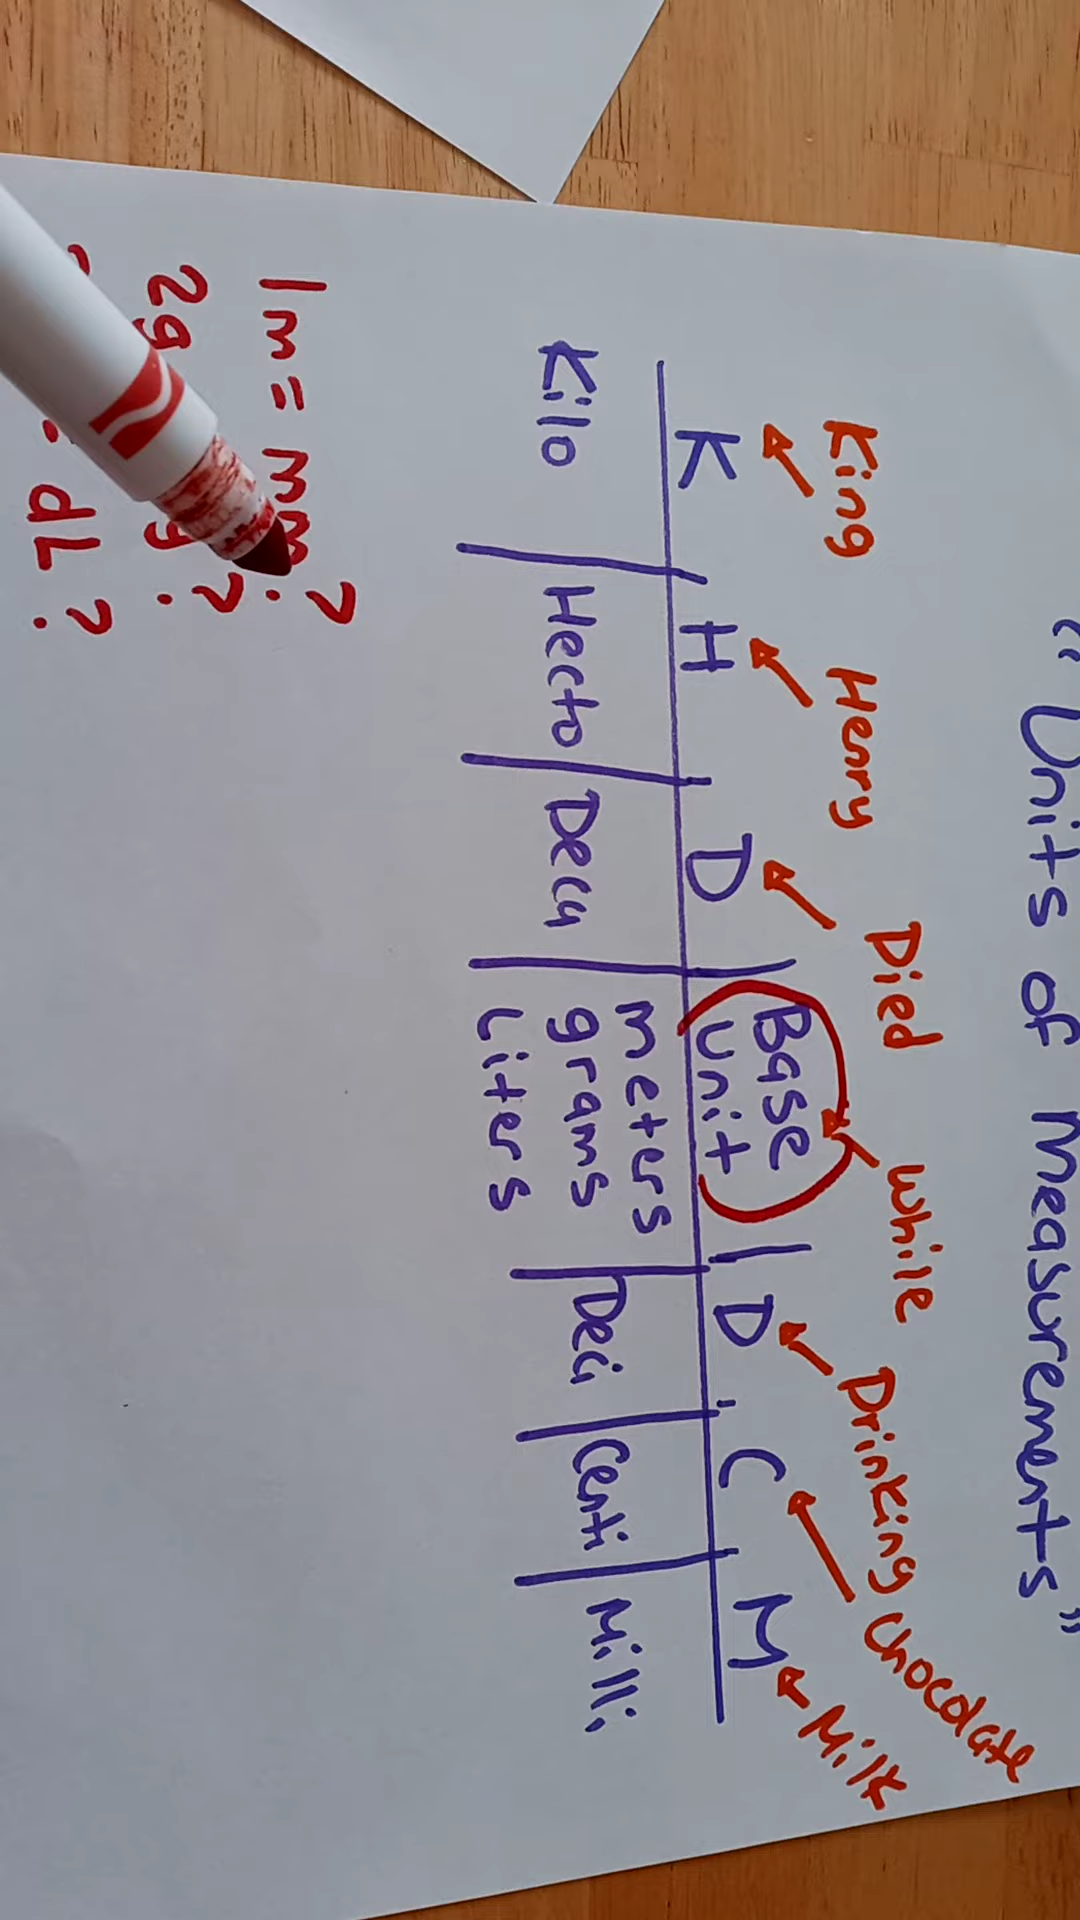 "Units of Measurements"
King Henry Died while Drinking Chocolate Milk
K H D Base Unit D C M
Kilo Hecto Deca meters grams Liters Deci Centi Milli
1m = mm?
2g g?
dL?